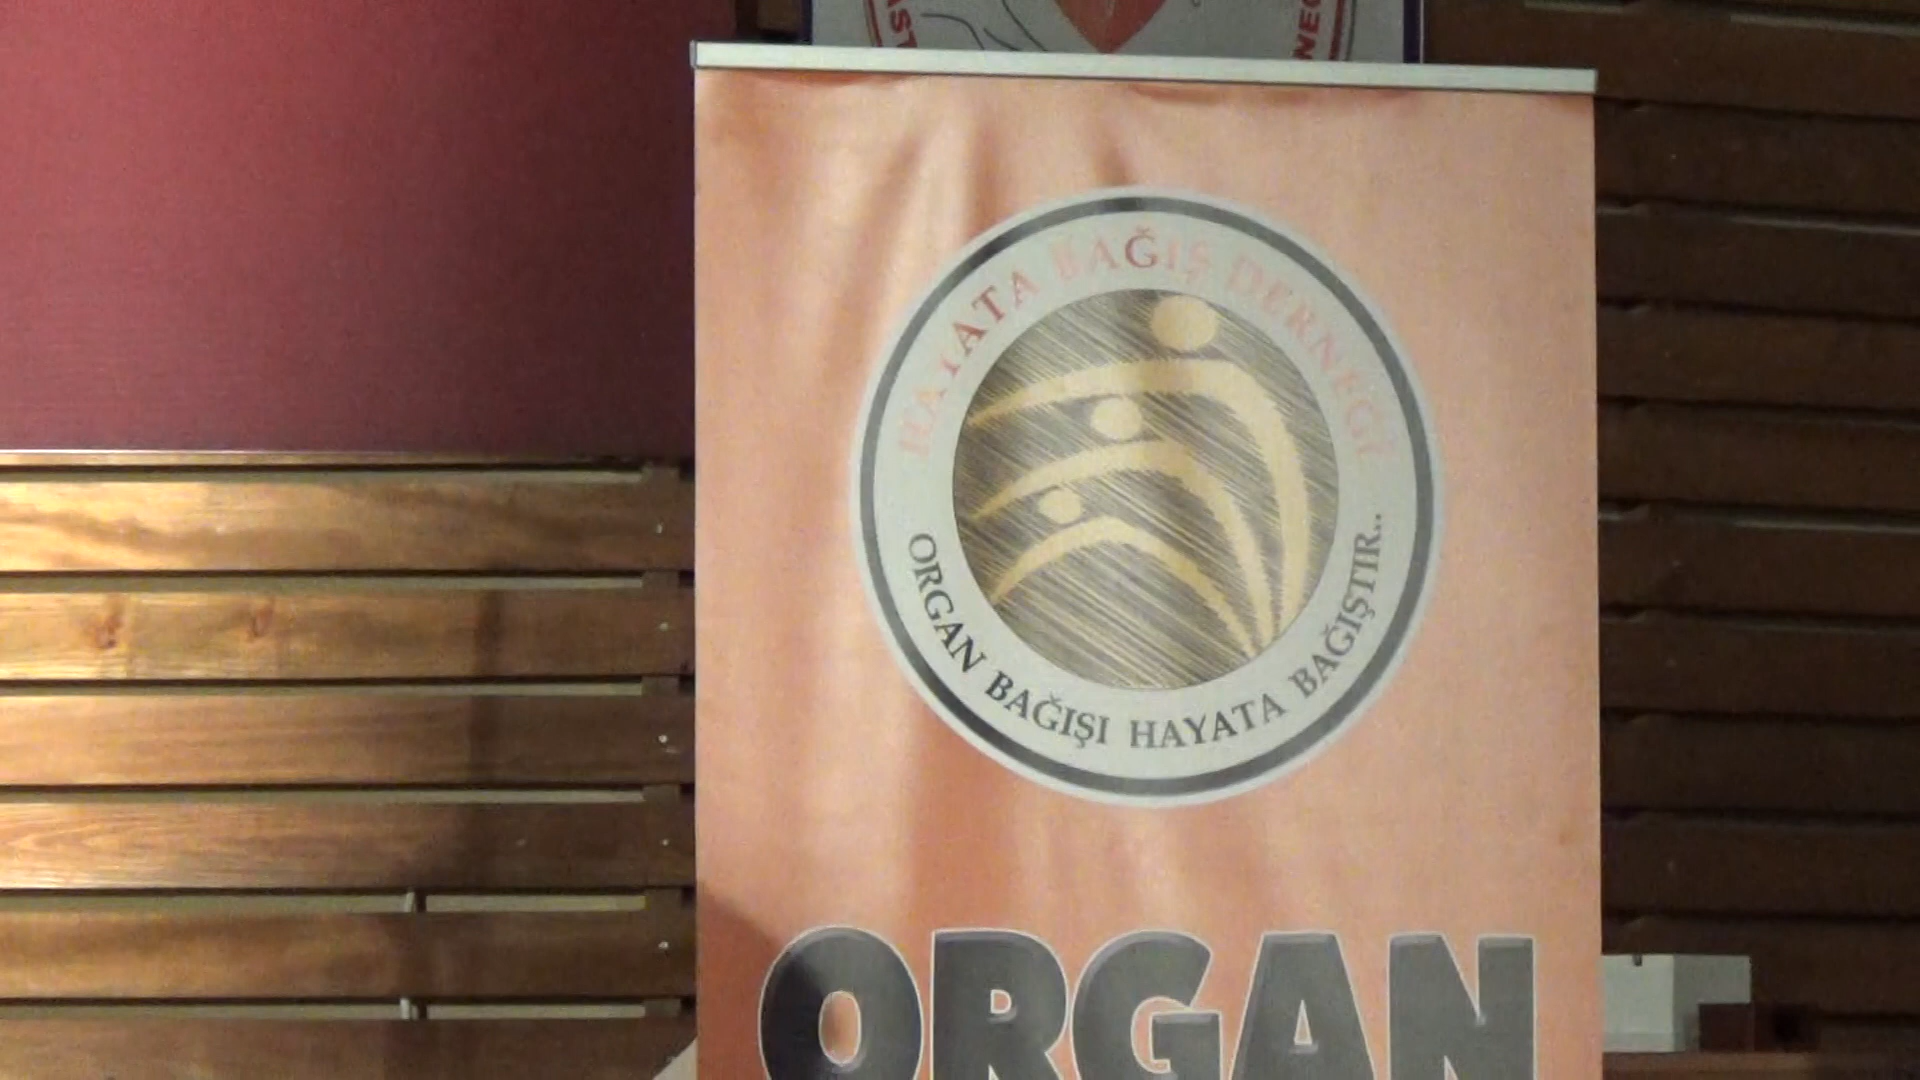 HAYATA BAĞIŞ DERNEĞİ
ORGAN BAĞIŞI HAYATA BAĞIŞTIR..
ORGAN